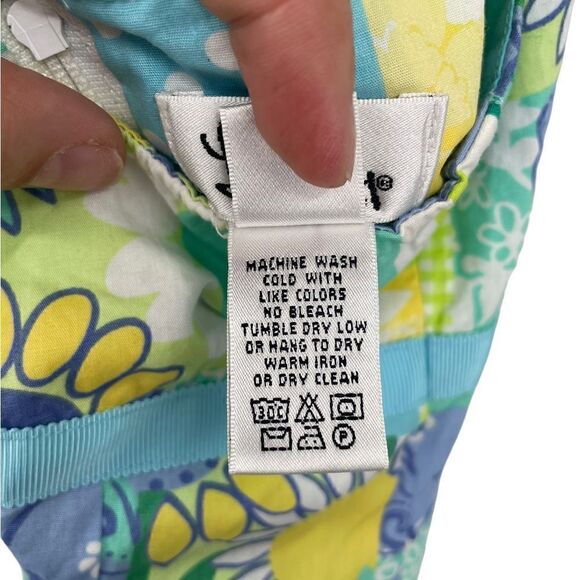 MACHINE WASH
COLD WITH
LIKE COLORS
NO BLEACH
TUMBLE DRY LOW
OR HANG TO DRY
WARM IRON
OR DRY CLEAN
30C
P